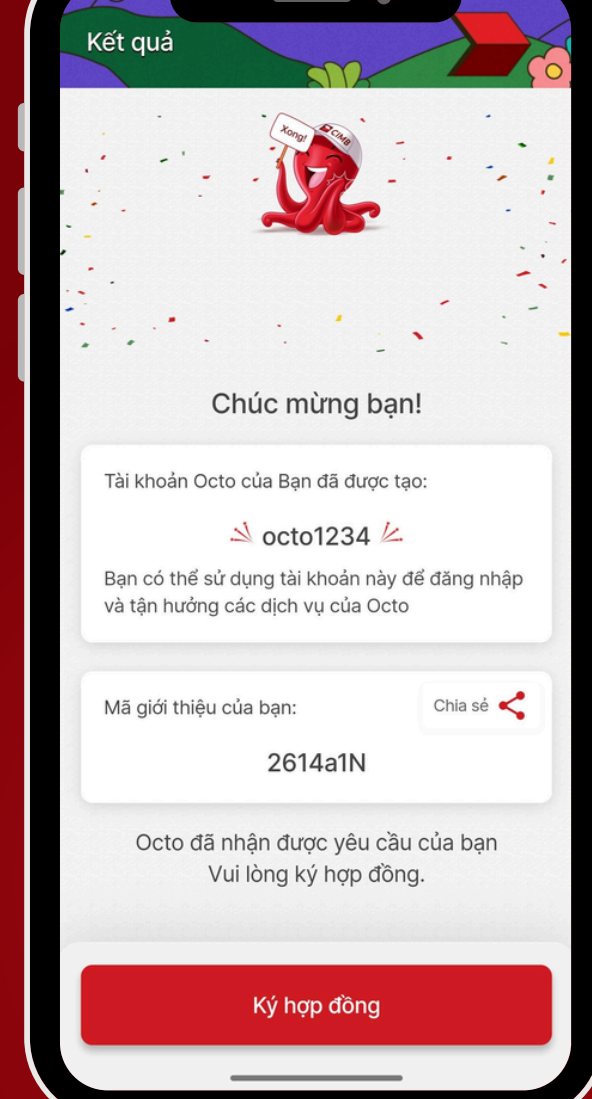 Kết quả
Xong!
CIMB
Chúc mừng bạn!
Tài khoản Octo của Bạn đã được tạo:
octo1234
Bạn có thể sử dụng tài khoản này để đăng nhập
và tận hưởng các dịch vụ của Octo
Mã giới thiệu của bạn:
Chia sẻ
2614a1N
Octo đã nhận được yêu cầu của bạn
Vui lòng ký hợp đồng.
Ký hợp đồng